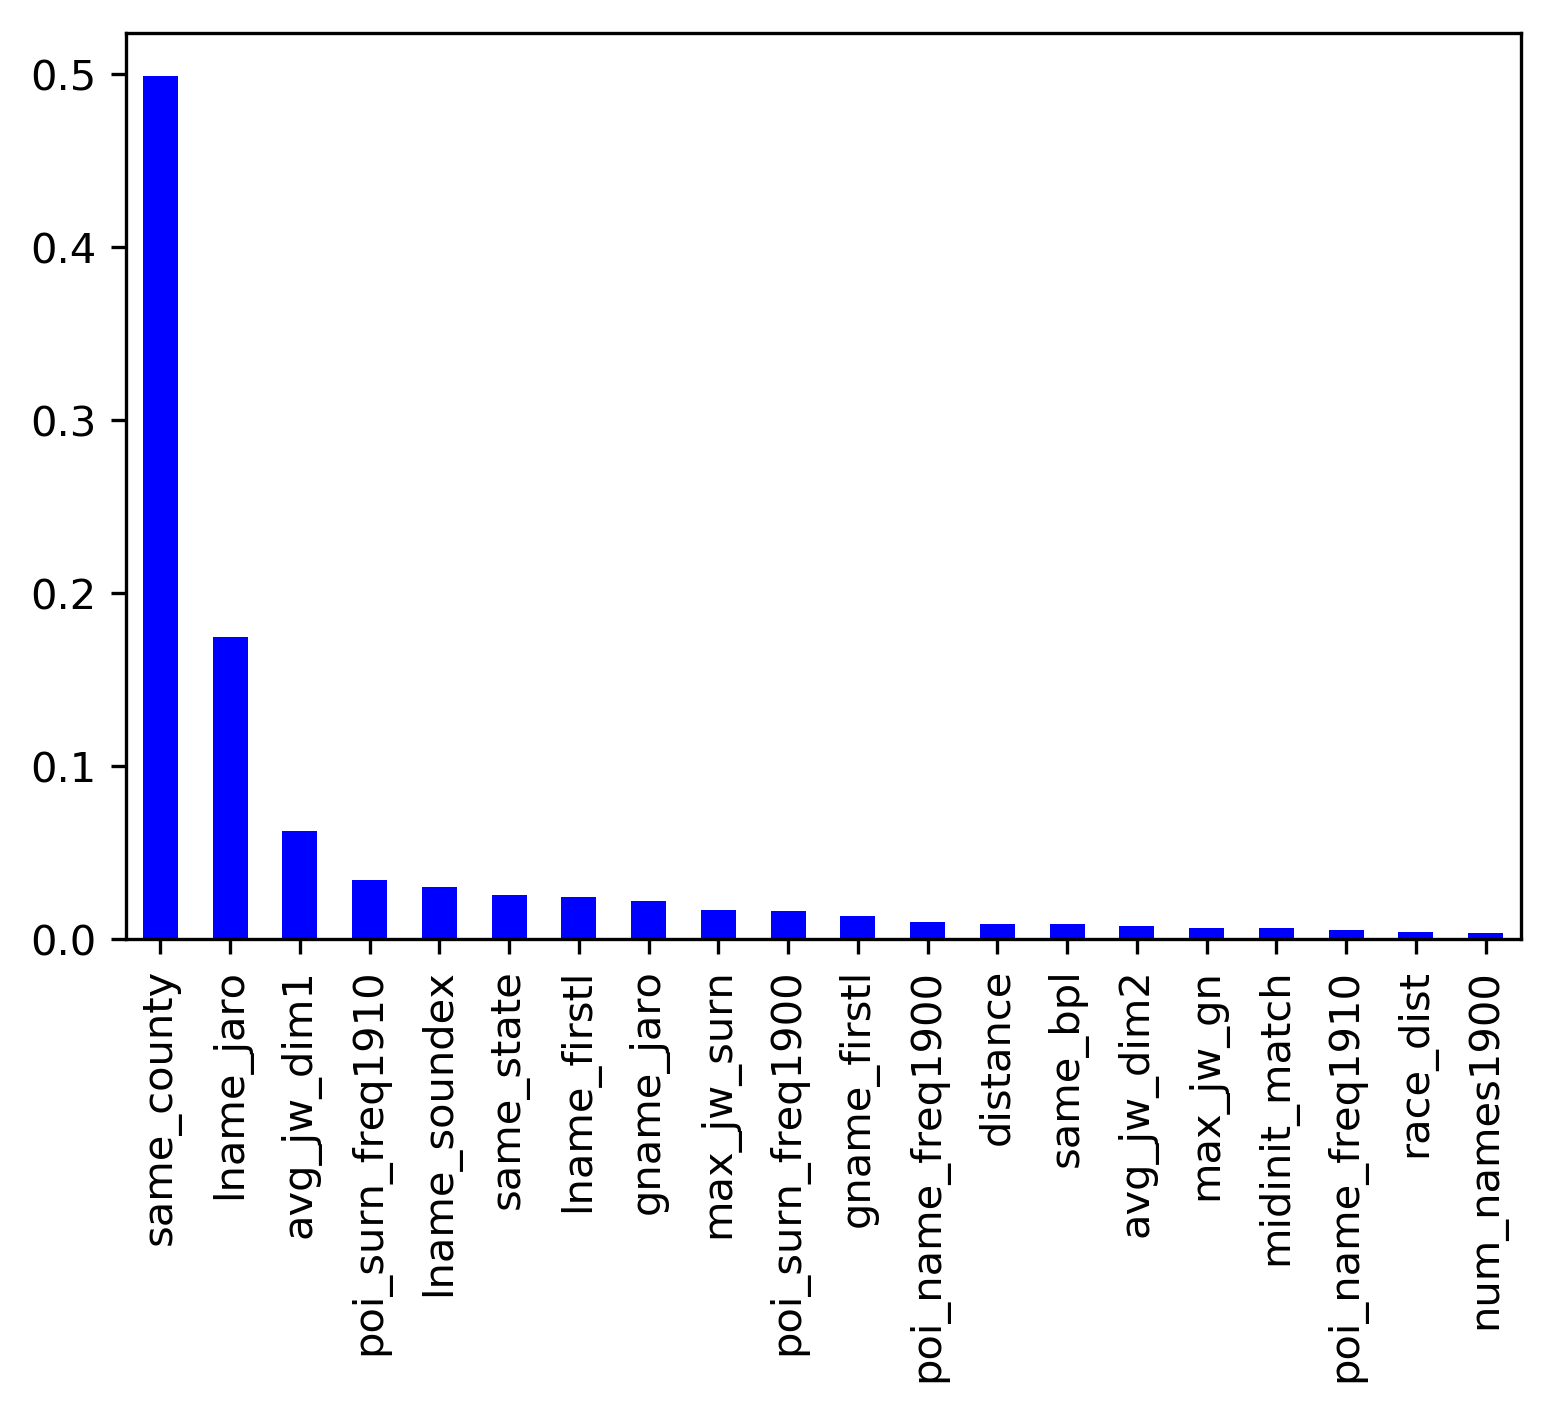 0.5
0.4
0.3
0.2
0.1
0.0
same_county
lname_jaro
avg_jw_dim1
poi_surn_freq1910
lname_soundex
same_state
lname_firstl
gname_jaro
max_jw_surn
poi_surn_freq1900
gname_firstl
poi_name_freq1900
distance
same_bpl
avg_jw_dim2
max_jw_gn
midinit_match
poi_name_freq1910
race_dist
num_names1900